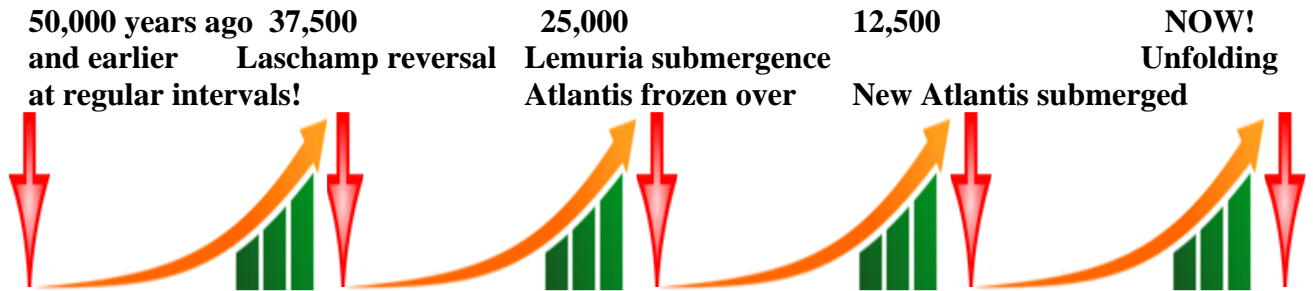 50,000 years ago 37,500 25,000 12,500 NOW!
and earlier Laschamp reversal Lemuria submergence Unfolding
at regular intervals! Atlantis frozen over New Atlantis submerged